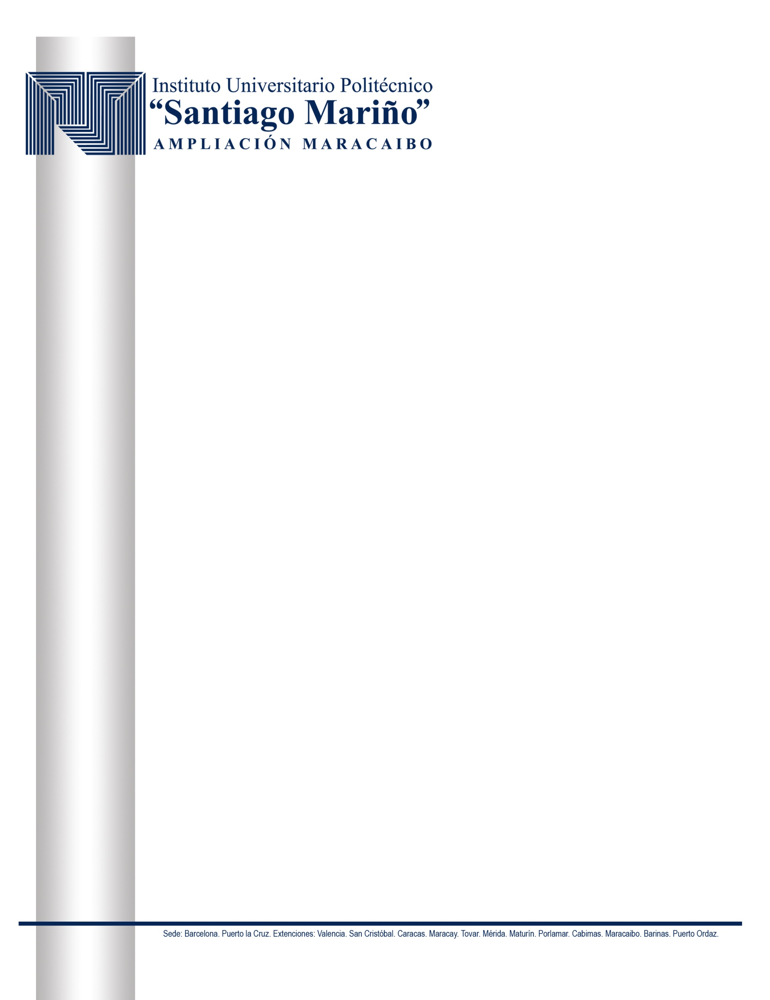 Instituto Universitario Politécnico
“Santiago Mariño”
AMPLIACIÓN MARACAIBO
Sede: Barcelona. Puerto la Cruz. Extenciones: Valencia. San Cristóbal. Caracas. Maracay. Tovar. Mérida. Maturín. Porlamar. Cabimas. Maracaibo. Barinas. Puerto Ordaz.